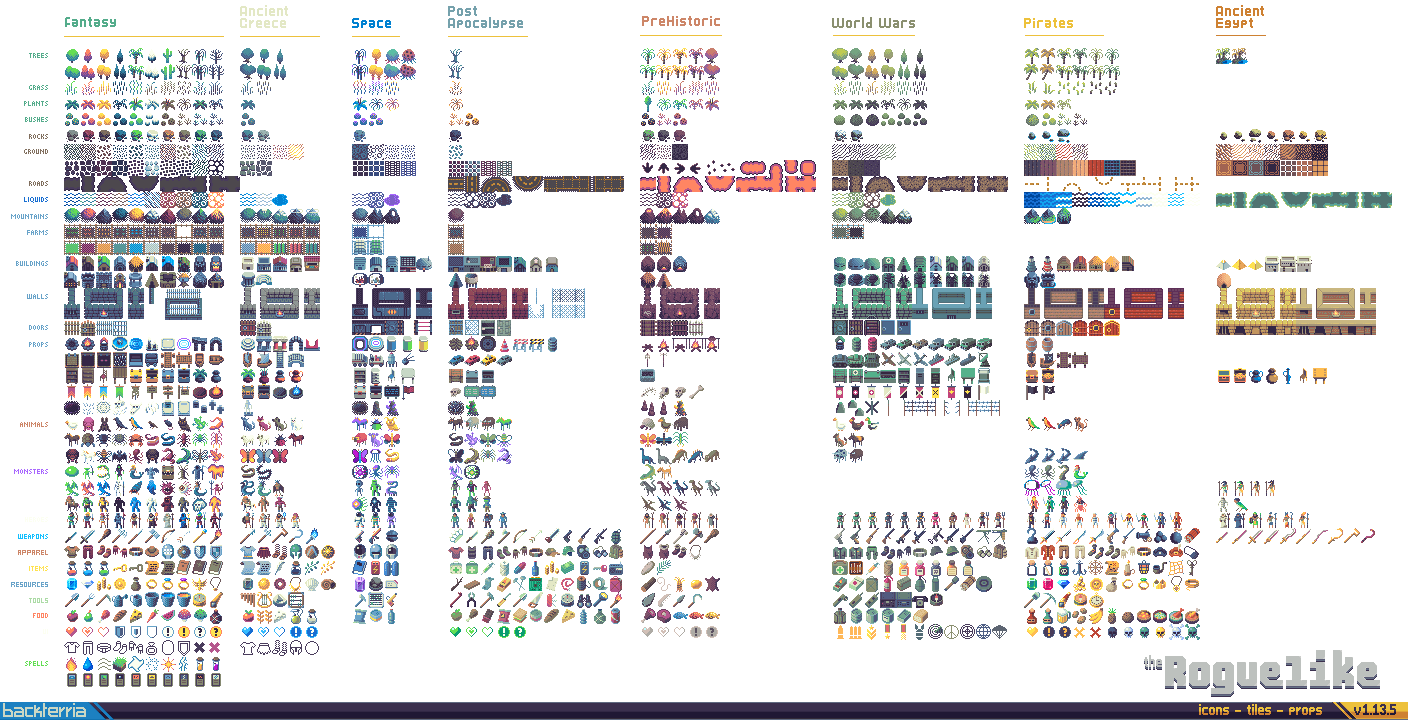 Fantasy
Ancient
Greece
Space
Post
Apocalypse
PreHistoric
World Wars
Pirates
Ancient
Egypt
TREES
GRASS
PLANTS
BUSHES
ROCKS
GROUND
ROADS
LIQUIDS
MOUNTAINS
FARMS
BUILDINGS
WALLS
DOORS
PROPS
ANIMALS
MONSTERS
WEAPONS
APPAREL
ITEMS
RESOURCES
TOOLS
FOOD
SPELLS
the Roguelike
backterria
icons - tiles - props
v1.13.5